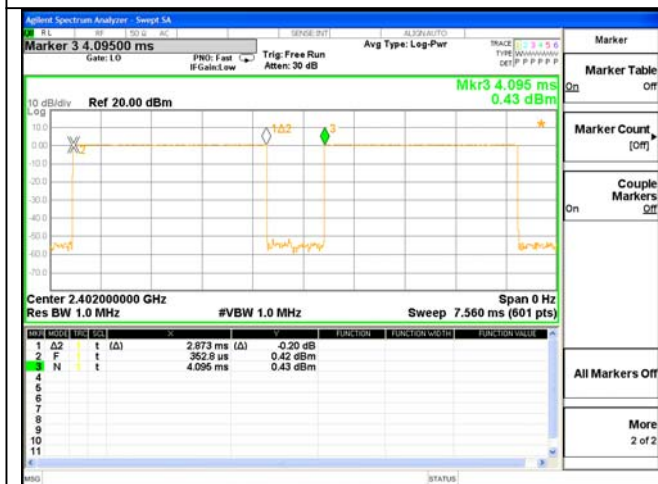 Agilent Spectrum Analyzer - Swept SA
RL RF 50 Ω AC SENSE:INT ALIGN AUTO
Marker 3 4.09500 ms
Gate: LO PNO: Fast IFGain:Low
Trig: Free Run
Atten: 30 dB
Avg Type: Log-Pwr
TRACE 1 2 3 4 5 6
TYPE WWWWWW
DET P P P P P P
Mkr3 4.095 ms
0.43 dBm
10 dB/div Ref 20.00 dBm
Log
10.0
0.00
-10.0
-20.0
-30.0
-40.0
-50.0
-60.0
-70.0
2
1Δ2
3
Center 2.402000000 GHz Span 0 Hz
Res BW 1.0 MHz #VBW 1.0 MHz Sweep 7.560 ms (601 pts)
MKR MODE TRC SCL X Y FUNCTION FUNCTION WIDTH FUNCTION VALUE
1 Δ2 1 t (Δ) 2.873 ms (Δ) -0.20 dB
2 F 1 t 352.8 µs 0.42 dBm
3 N 1 t 4.095 ms 0.43 dBm
4
5
6
7
8
9
10
11
MSG STATUS
Marker
Marker Table
On Off
Marker Count
[Off]
Couple
Markers
On Off
All Markers Off
More
2 of 2